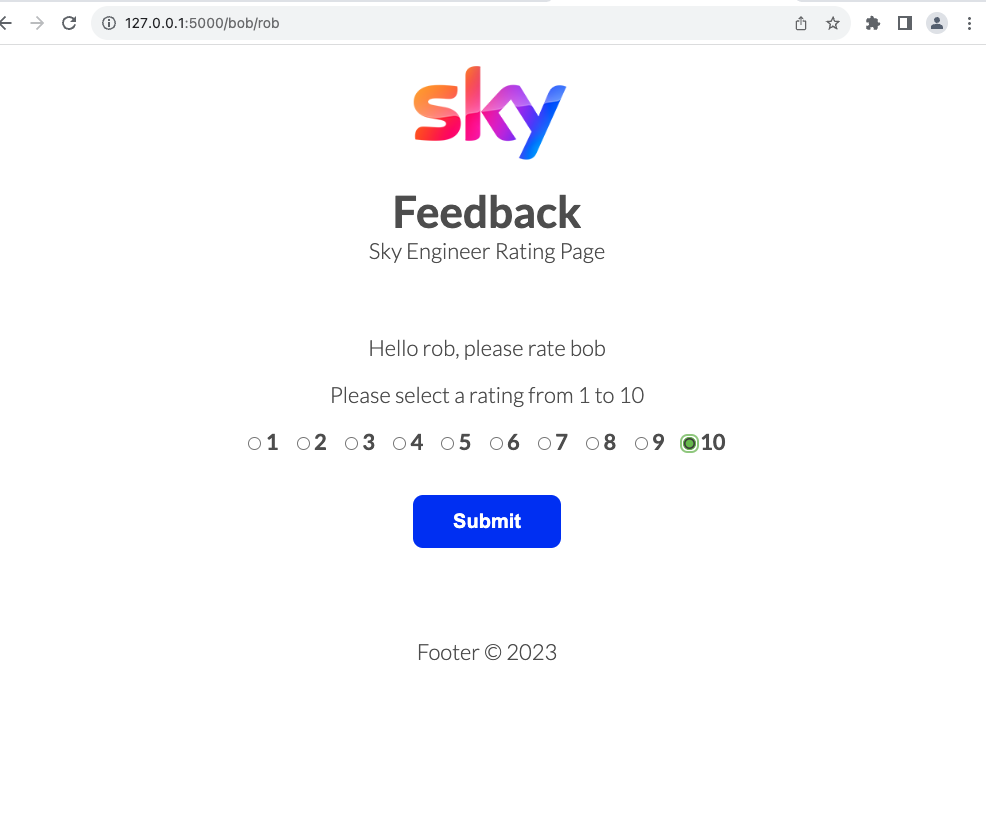 127.0.0.1:5000/bob/rob
sky
Feedback
Sky Engineer Rating Page
Hello rob, please rate bob
Please select a rating from 1 to 10
1 2 3 4 5 6 7 8 9 10
Submit
Footer © 2023